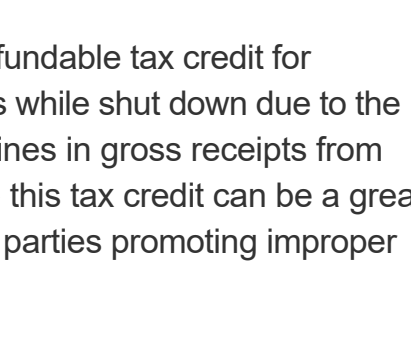 fundable tax credit for
s while shut down due to the
ines in gross receipts from
this tax credit can be a grea
parties promoting improper